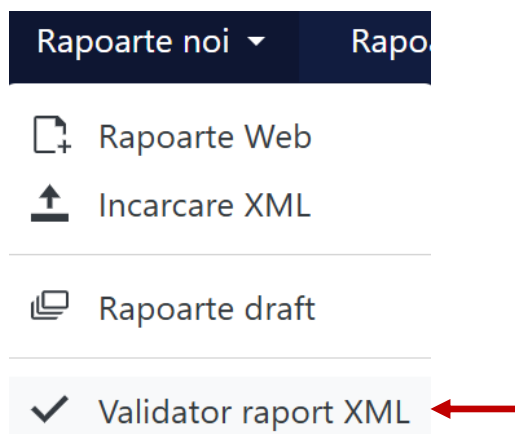 Rapoarte noi
Rapoarte Web
Incarcare XML
Rapoarte draft
Validator raport XML